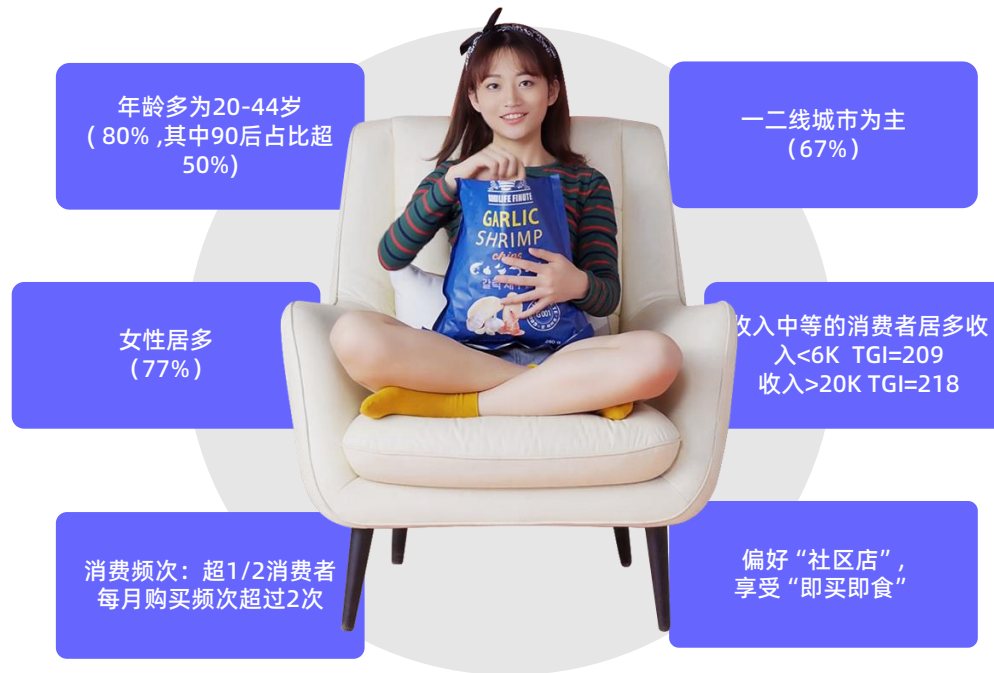 年龄多为20-44岁
( 80% ,其中90后占比超
50%)
一二线城市为主
(67%)
女性居多
(77%)
收入中等的消费者居多收
入<6K TGI=209
收入>20K TGI=218
消费频次：超1/2消费者
每月购买频次超过2次
偏好“社区店”,
享受“即买即食”
GARLIC
SHRIMP
chips